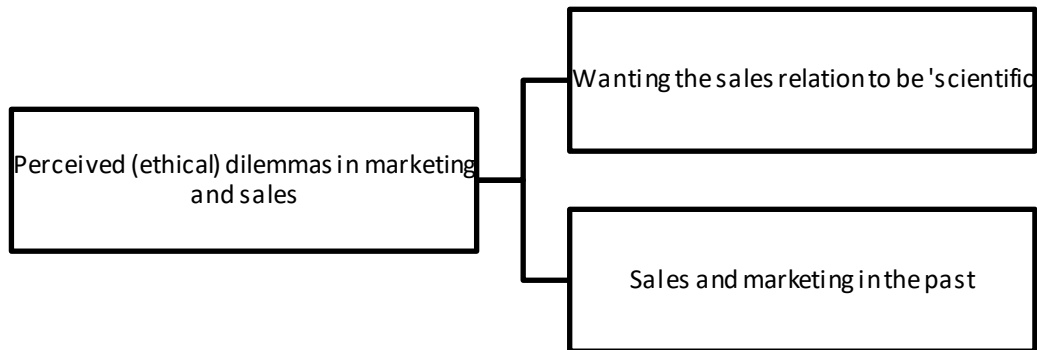 Wanting the sales relation to be 'scientific
Perceived (ethical) dilemmas in marketing
and sales
Sales and marketing in the past